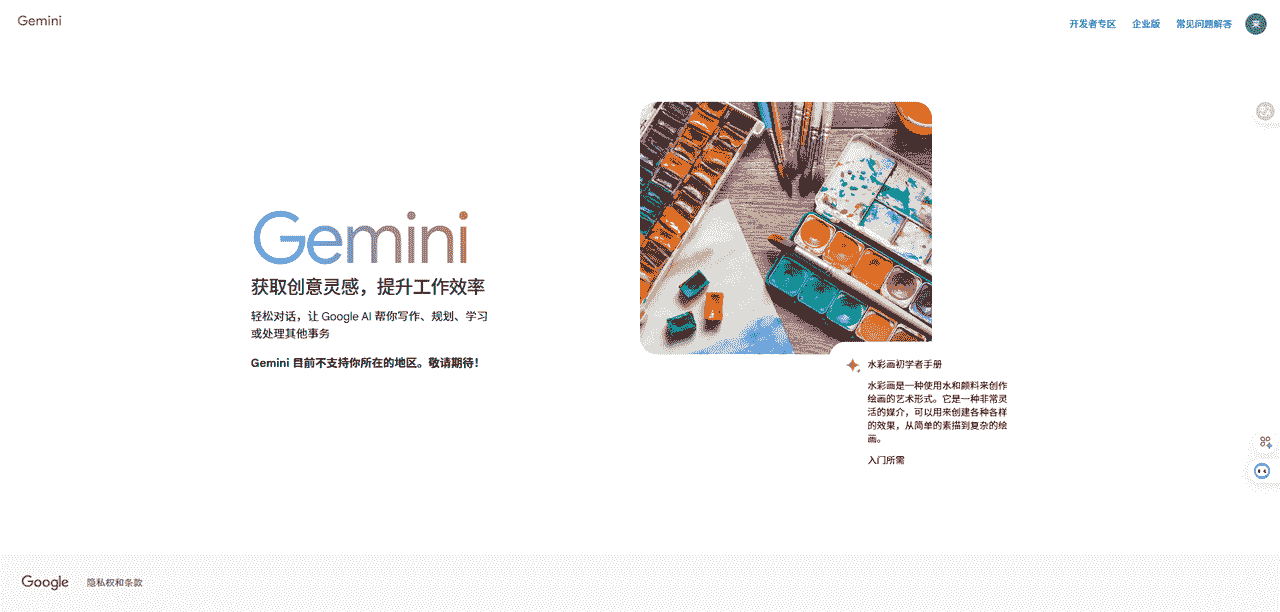 Gemini
开发者专区 企业版 常见问题解答
Gemini
获取创意灵感，提升工作效率
轻松对话，让 Google AI 帮你写作、规划、学习
或处理其他事务
Gemini 目前不支持你所在的地区。敬请期待！
水彩画初学者手册
水彩画是一种使用水和颜料来创作
绘画的艺术形式。它是一种非常灵
活的媒介，可以用来创建各种各样
的效果，从简单的素描到复杂的绘
画。
入门所需
Google 隐私权和条款